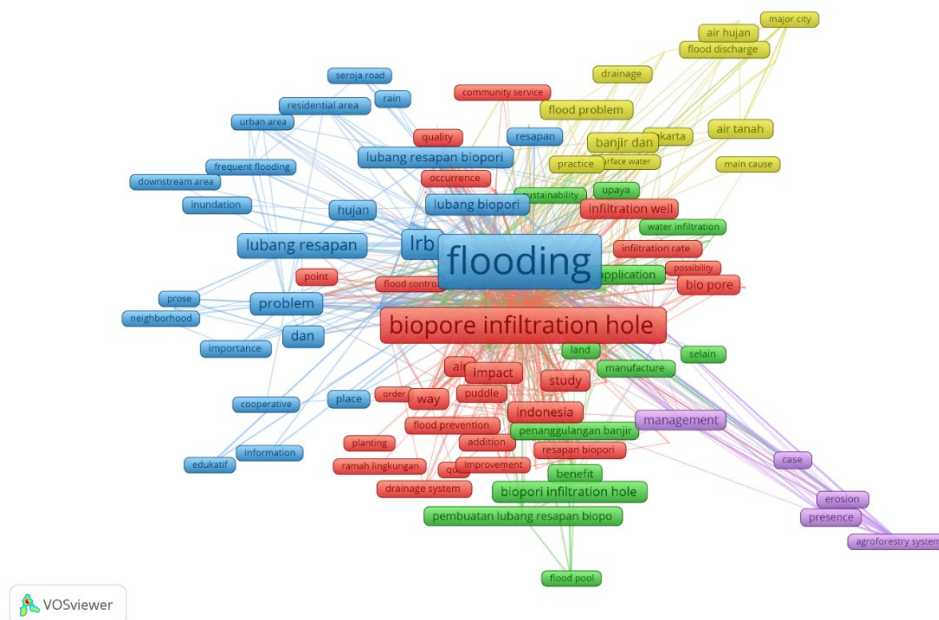 major city
air hujan
flood discharge
seroja road
drainage
community service
rain
residential area
flood problem
urban area
quality
resapan
banjir dan
air tanah
lubang resapan biopori
practice
main cause
frequent flooding
occurrence
downstream area
upaya
inundation
hujan
lubang biopori
infiltration well
water infiltration
lubang resapan
lrb
flooding
infiltration rate
point
flood control
application
possibility
bio pore
prose
problem
neighborhood
biopore infiltration hole
dan
importance
land
selain
air
impact
manufacture
study
cooperative
place
order
way
puddle
indonesia
management
flood prevention
penanggulangan banjir
planting
addition
resapan biopori
edukatif
information
ramah lingkungan
improvement
case
benefit
drainage system
biopori infiltration hole
erosion
pembuatan lubang resapan biopo
presence
agroforestry system
flood pool
VOSviewer